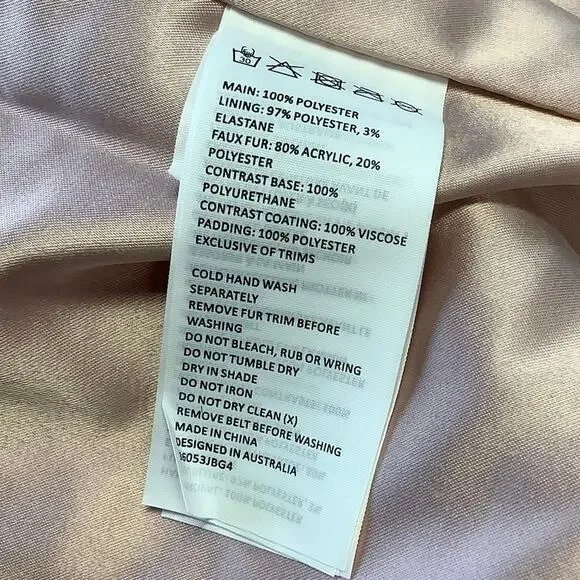 30
MAIN: 100% POLYESTER
LINING: 97% POLYESTER, 3%
ELASTANE
FAUX FUR: 80% ACRYLIC, 20%
POLYESTER
CONTRAST BASE: 100%
POLYURETHANE
CONTRAST COATING: 100% VISCOSE
PADDING: 100% POLYESTER
EXCLUSIVE OF TRIMS
COLD HAND WASH
SEPARATELY
REMOVE FUR TRIM BEFORE
WASHING
DO NOT BLEACH, RUB OR WRING
DO NOT TUMBLE DRY
DRY IN SHADE
DO NOT IRON
DO NOT DRY CLEAN (X)
REMOVE BELT BEFORE WASHING
MADE IN CHINA
DESIGNED IN AUSTRALIA
6053JBG4